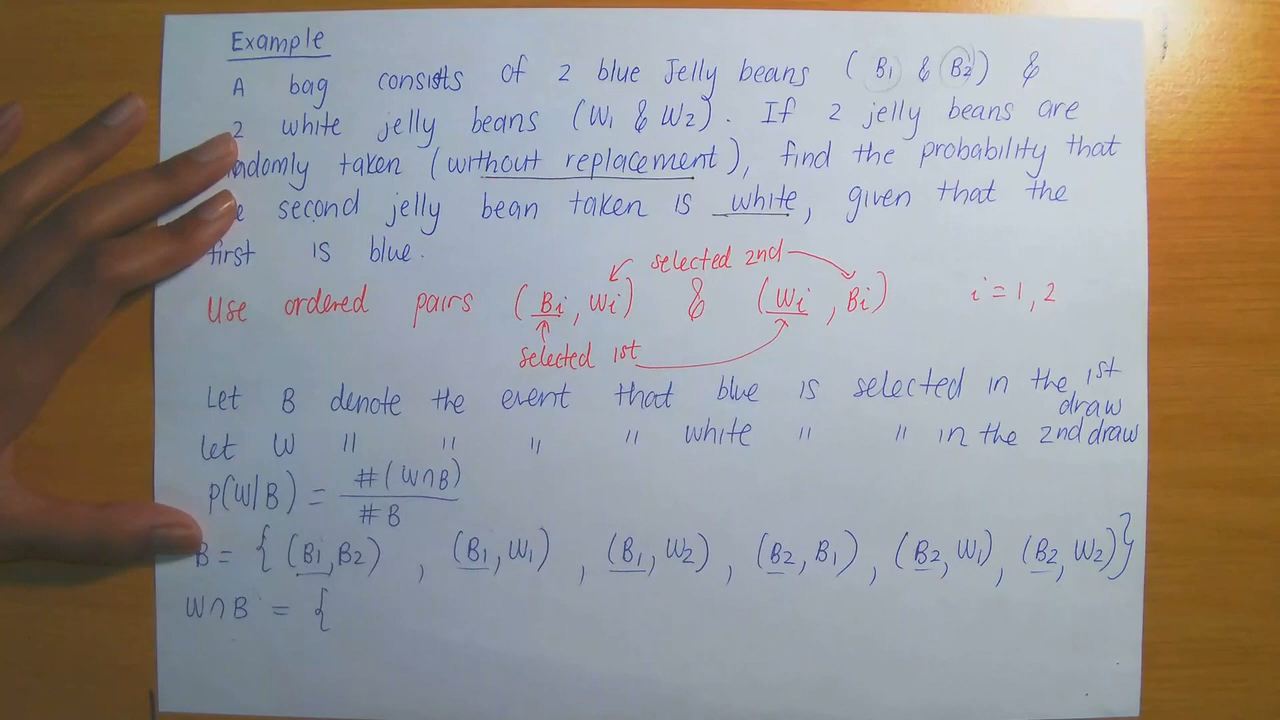 Example
A bag consists of 2 blue Jelly beans ( B1 & B2 ) &
2 white jelly beans (W1 & W2). If 2 jelly beans are
taken (without replacement), find the probability that
second jelly bean taken is white, given that the
first is blue.
selected 2nd
Use ordered pairs (Bi, Wi) & (Wi, Bi) i = 1, 2
selected 1st
Let B denote the event that blue is selected in the 1st
draw
let W " " " " white " " in the 2nd draw
P(W|B) = #(W∩B)
# B
B = { (B1, B2) , (B1, W1) , (B1, W2) , (B2, B1) , (B2, W1) , (B2, W2)}
W∩B = {